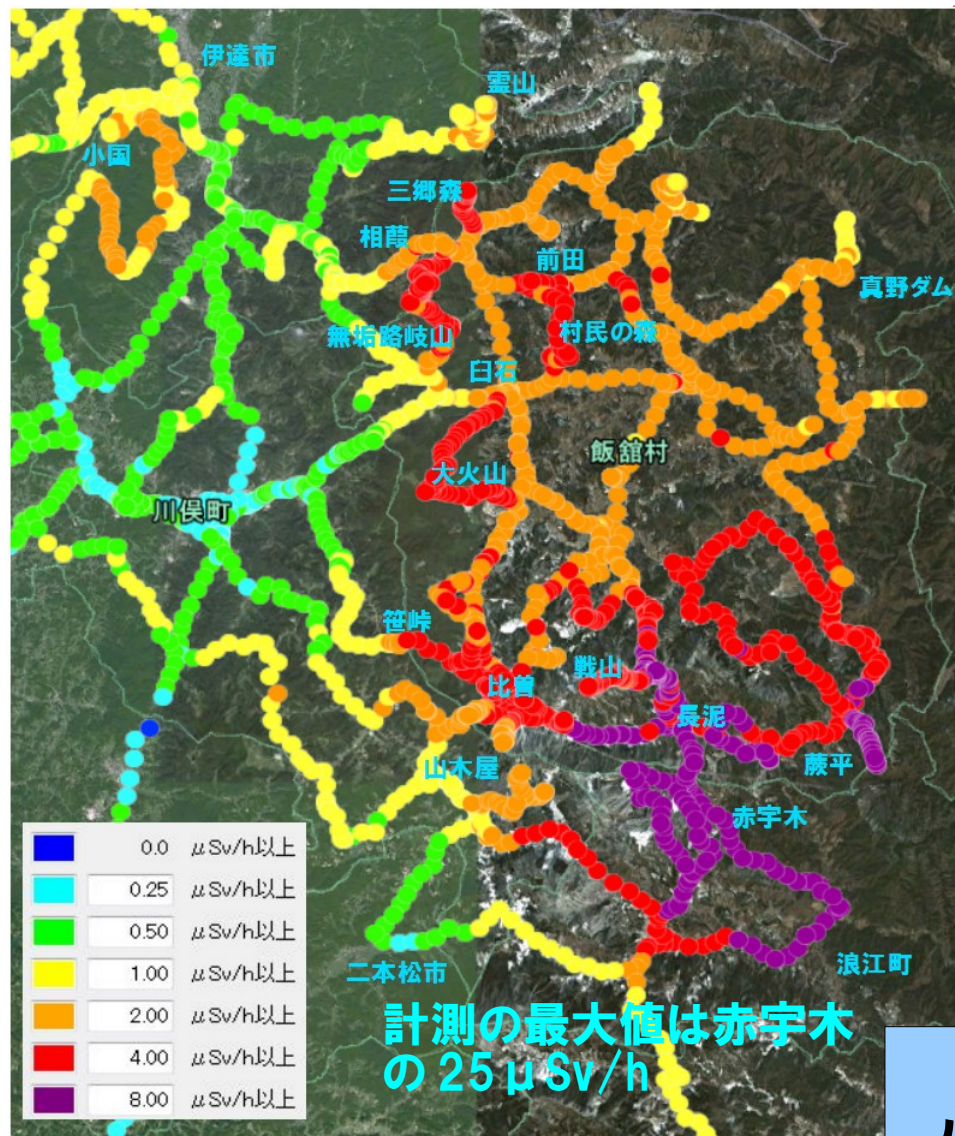 伊達市
霊山
小国
三郷森
相葭
前田
真野ダム
無垢路岐山
村民の森
臼石
飯舘村
大火山
川俣町
笹峠
戦山
比曽
長泥
蕨平
山木屋
赤宇木
二本松市
浪江町
計測の最大値は赤宇木
の25μSv/h
0.0 μSv/h以上
0.25 μSv/h以上
0.50 μSv/h以上
1.00 μSv/h以上
2.00 μSv/h以上
4.00 μSv/h以上
8.00 μSv/h以上